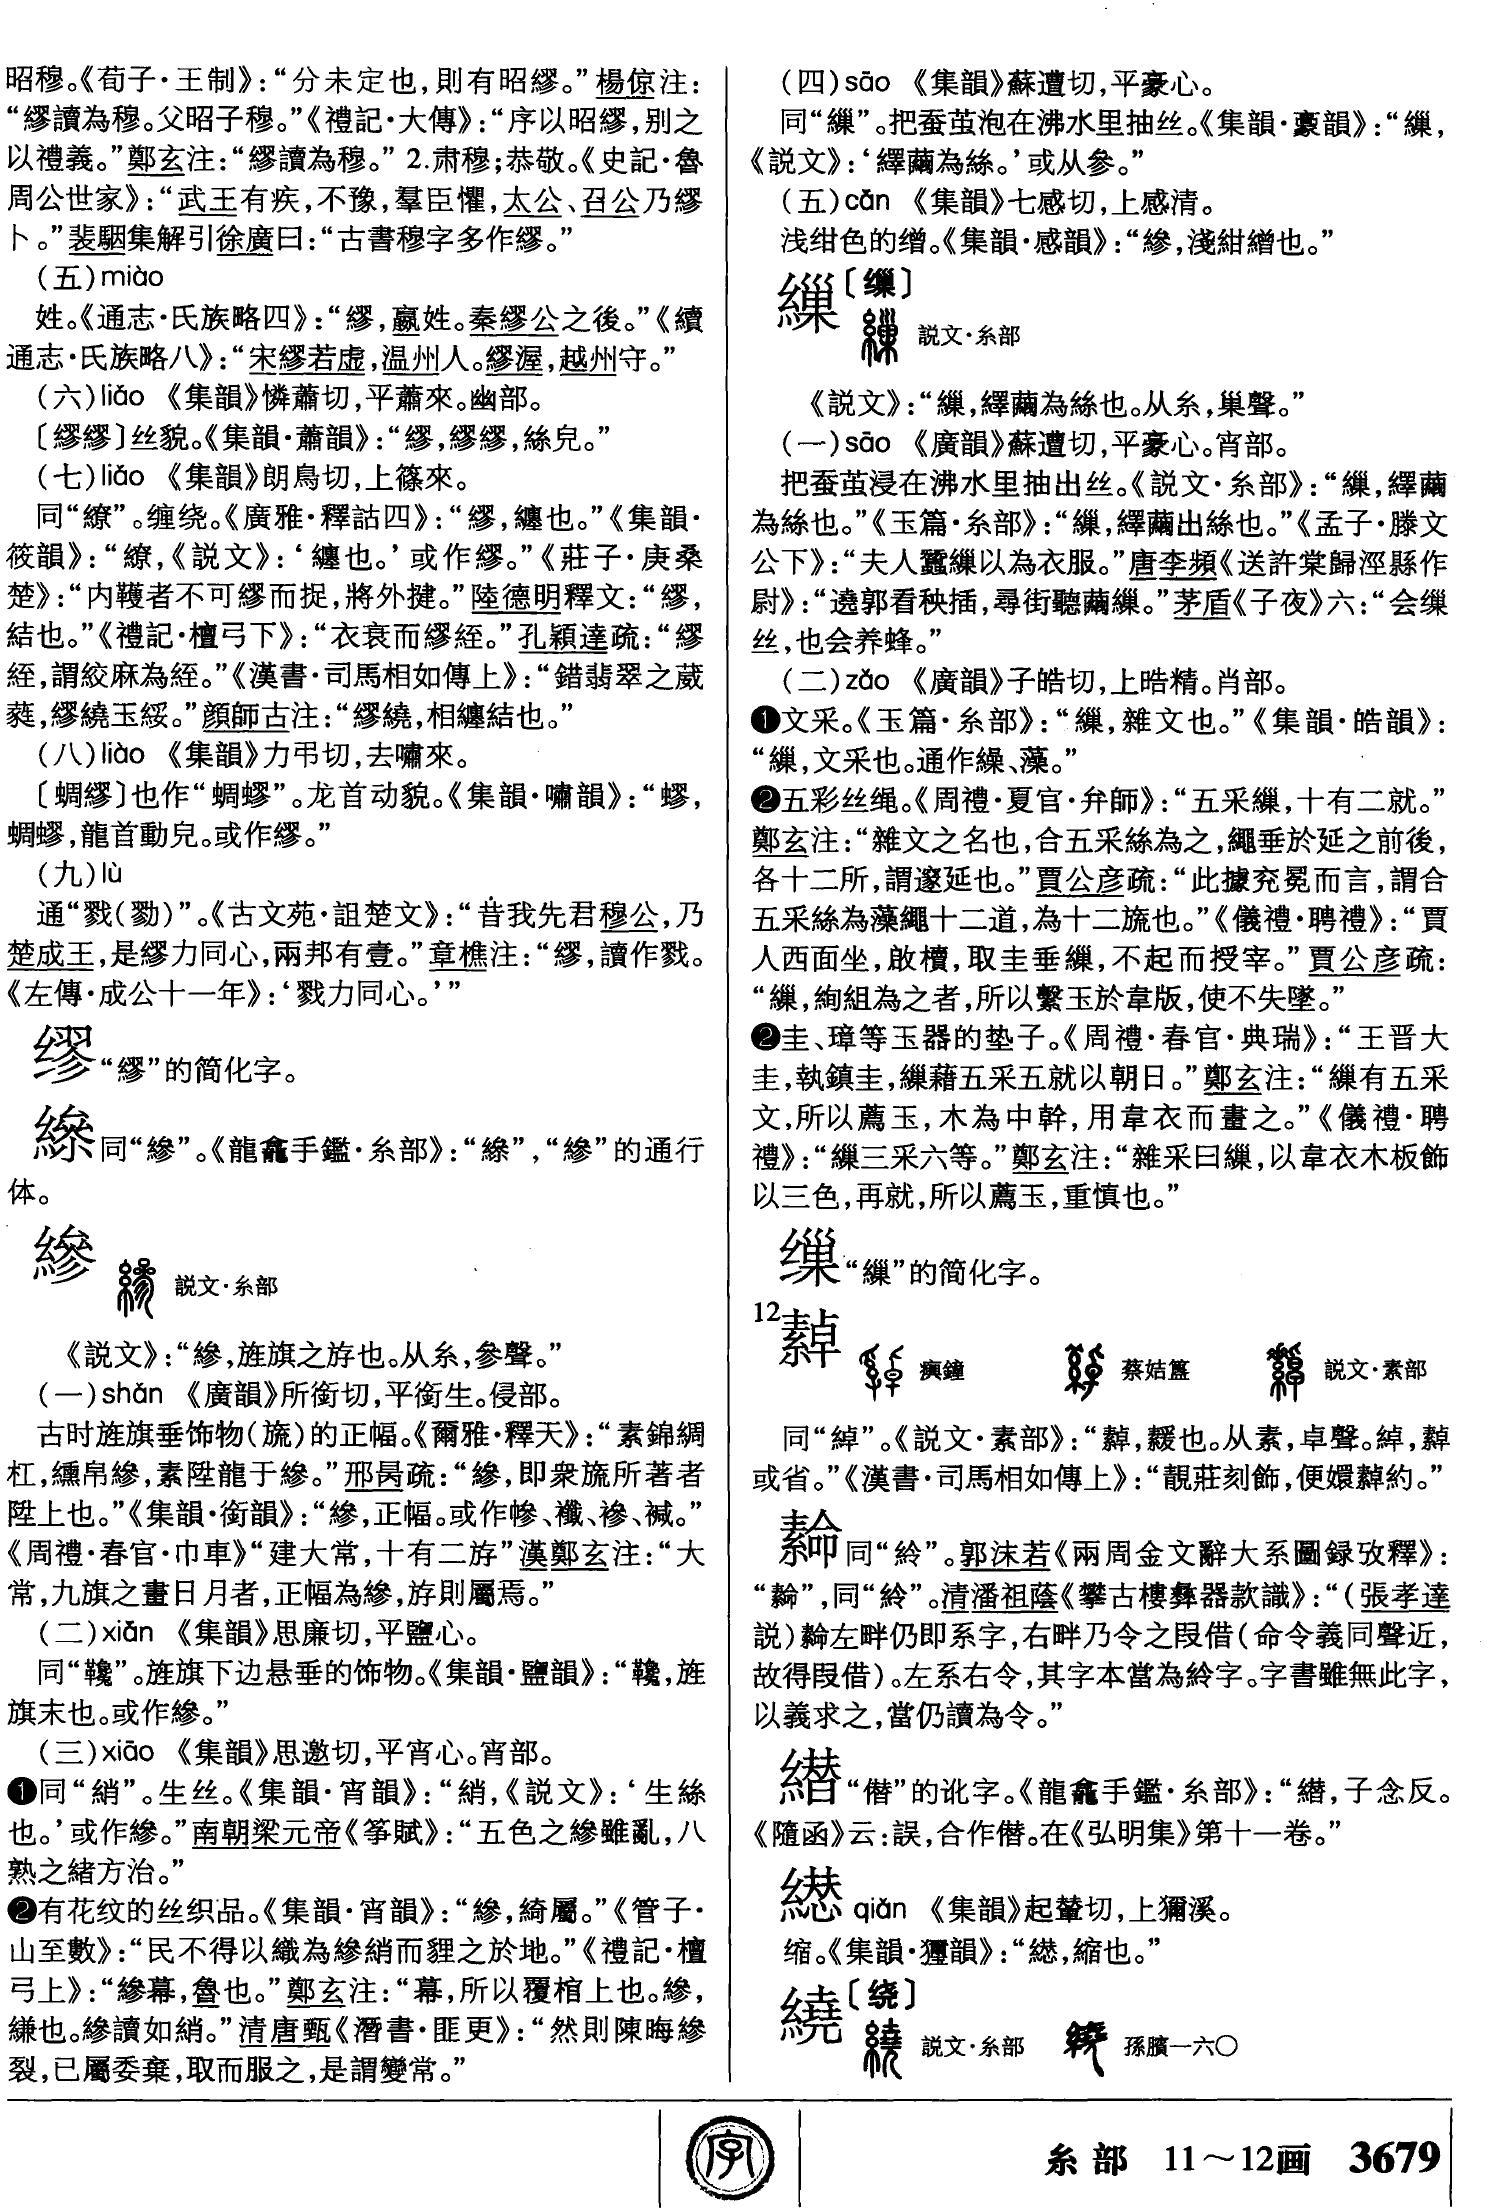 昭穆。《荀子·王制》：“分未定也，則有昭繆。”楊倞注：
“繆讀為穆。父昭子穆。”《禮記·大傳》：“序以昭繆，别之
以禮義。”鄭玄注：“繆讀為穆。” 2.肃穆；恭敬。《史記·魯
周公世家》：“武王有疾，不豫，羣臣懼，太公、召公乃繆
卜。”裴駰集解引徐廣曰：“古書穆字多作繆。”
（五）miào
姓。《通志·氏族略四》：“繆，嬴姓。秦繆公之後。”《續
通志·氏族略八》：“宋繆若虚，温州人。繆渥，越州守。”
（六）liáo 《集韻》憐蕭切，平蕭來。幽部。
〔繆繆〕丝貌。《集韻·蕭韻》：“繆，繆繆，絲皃。”
（七）liǎo 《集韻》朗鳥切，上篠來。
同“繚”。缠绕。《廣雅·釋詁四》：“繆，纏也。”《集韻·
筱韻》：“繚，《説文》：‘纏也。’或作繆。”《莊子·庚桑
楚》：“内韄者不可繆而捉，將外揵。”陸德明釋文：“繆，
結也。”《禮記·檀弓下》：“衣衰而繆絰。”孔穎達疏：“繆
絰，謂絞麻為絰。”《漢書·司馬相如傳上》：“錯翡翠之葳
蕤，繆繞玉綏。”顔師古注：“繆繞，相纏結也。”
（八）liào 《集韻》力弔切，去嘯來。
〔蜩繆〕也作“蜩蟉”。龙首动貌。《集韻·嘯韻》：“蟉，
蜩蟉，龍首動皃。或作繆。”
（九）lù
通“戮（勠）”。《古文苑·詛楚文》：“昔我先君穆公，乃
楚成王，是繆力同心，兩邦有壹。”章樵注：“繆，讀作戮。
《左傳·成公十一年》：‘戮力同心。’”
缪 “繆”的简化字。
縿 同“縿”。《龍龕手鑑·糸部》：“縿”，“縿”的通行
体。
縿 説文·糸部
《説文》：“縿，旌旗之斿也。从糸，參聲。”
（一）shān 《廣韻》所銜切，平銜生。侵部。
古时旌旗垂饰物（旒）的正幅。《爾雅·釋天》：“素錦綢
杠，纁帛縿，素陞龍于縿。”邢昺疏：“縿，即衆旒所著者
陞上也。”《集韻·銜韻》：“縿，正幅。或作幓、襳、襂、裓。”
《周禮·春官·巾車》“建大常，十有二斿”漢鄭玄注：“大
常，九旗之畫日月者，正幅為縿，斿則屬焉。”
（二）xiān 《集韻》思廉切，平鹽心。
同“韯”。旌旗下边悬垂的饰物。《集韻·鹽韻》：“，旌
旗末也。或作縿。”
（三）xiāo 《集韻》思邀切，平宵心。宵部。
❶同“綃”。生丝。《集韻·宵韻》：“綃，《説文》：‘生絲
也。’或作縿。”南朝梁元帝《筝賦》：“五色之縿雖亂，八
熟之緒方治。”
❷有花纹的丝织品。《集韻·宵韻》：“縿，綺屬。”《管子·
山至數》：“民不得以織為縿綃而貍之於地。”《禮記·檀
弓上》：“縿幕，魯也。”鄭玄注：“幕，所以覆棺上也。縿，
縑也。縿讀如綃。”清唐甄《潛書·匪更》：“然則陳晦縿
裂，已屬委棄，取而服之，是謂變常。”
（四）sāo 《集韻》蘇遭切，平豪心。
同“繅”。把蚕茧泡在沸水里抽丝。《集韻·豪韻》：“繅，
《説文》：‘繹繭為絲。’或从參。”
（五）cǎn 《集韻》七感切，上感清。
浅绀色的缯。《集韻·感韻》：“縿，淺紺繒也。”
繅〔缫〕 説文·糸部
《説文》：“繅，繹繭為絲也。从糸，巢聲。”
（一）sāo 《廣韻》蘇遭切，平豪心。宵部。
把蚕茧浸在沸水里抽出丝。《説文·糸部》：“繅，繹繭
為絲也。”《玉篇·糸部》：“繅，繹繭出絲也。”《孟子·滕文
公下》：“夫人蠶繅以為衣服。”唐李頻《送許棠歸涇縣作
尉》：“遶郭看秧插，尋街聽繭繅。”茅盾《子夜》六：“会缫
丝，也会养蜂。”
（二）zǎo 《廣韻》子皓切，上晧精。肖部。
❶文采。《玉篇·糸部》：“繅，雜文也。”《集韻·皓韻》：
“繅，文采也。通作繰、藻。”
❷五彩丝绳。《周禮·夏官·弁師》：“五采繅，十有二就。”
鄭玄注：“雜文之名也，合五采絲為之，繩垂於延之前後，
各十二所，謂邃延也。”賈公彦疏：“此據兖冕而言，謂合
五采絲為藻繩十二道，為十二旒也。”《儀禮·聘禮》：“賈
人西面坐，啟櫝，取圭垂繅，不起而授宰。”賈公彦疏：
“繅，絢組為之者，所以繫玉於韋版，使不失墜。”
❷圭、璋等玉器的垫子。《周禮·春官·典瑞》：“王晋大
圭，執鎮圭，繅藉五采五就以朝日。”鄭玄注：“繅有五采
文，所以薦玉，木為中幹，用韋衣而畫之。”《儀禮·聘
禮》：“繅三采六等。”鄭玄注：“雜采曰繅，以韋衣木板飾
以三色，再就，所以薦玉，重慎也。”
缫 “繅”的简化字。
12 繛 㾓鐘 蔡姞簋 説文·素部
同“綽”。《説文·素部》：“繛，緩也。从素，卓聲。綽，繛
或省。”《漢書·司馬相如傳上》：“靚莊刻飾，便嬛繛約。”
同“紷”。郭沫若《兩周金文辭大系圖録攷釋》：
“”，同“紷”。清潘祖蔭《攀古樓彝器款識》：“（張孝達
説）左畔仍即系字，右畔乃令之叚借（命令義同聲近，
故得叚借）。左系右令，其字本當為紷字。字書雖無此字，
以義求之，當仍讀為令。”
“僭”的讹字。《龍龕手鑑·糸部》：“，子念反。
《隨函》云：誤，合作僭。在《弘明集》第十一卷。”
qiǎn 《集韻》起輦切，上獮溪。
缩。《集韻·獮韻》：“，縮也。”
繞〔绕〕 説文·糸部 孫臏一六〇
字
糸部 11～12画 3679